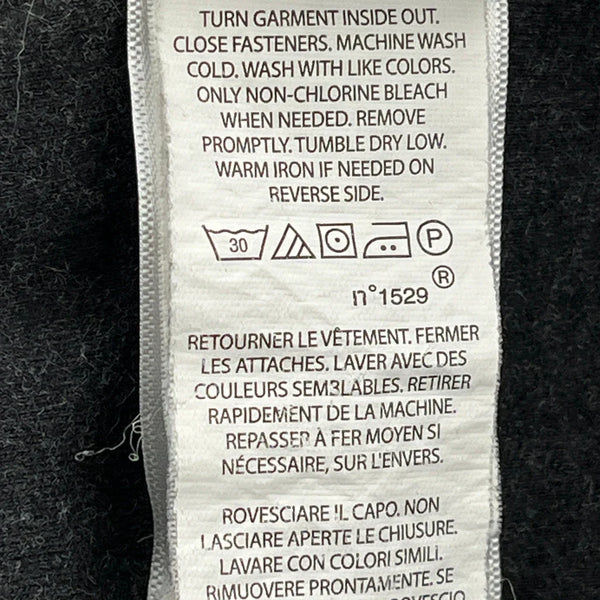 TURN GARMENT INSIDE OUT.
CLOSE FASTENERS. MACHINE WASH
COLD. WASH WITH LIKE COLORS.
ONLY NON-CHLORINE BLEACH
WHEN NEEDED. REMOVE
PROMPTLY. TUMBLE DRY LOW.
WARM IRON IF NEEDED ON
REVERSE SIDE.
30 P
n°1529 ®
RETOURNER LE VÊTEMENT. FERMER
LES ATTACHES. LAVER AVEC DES
COULEURS SEMBLABLES. RETIRER
RAPIDEMENT DE LA MACHINE.
REPASSER À FER MOYEN SI
NÉCESSAIRE, SUR L'ENVERS.
ROVESCIARE IL CAPO. NON
LASCIARE APERTE LE CHIUSURE.
LAVARE CON COLORI SIMILI.
RIMUOVERE PRONTAMENTE. SE
ROVESCIO